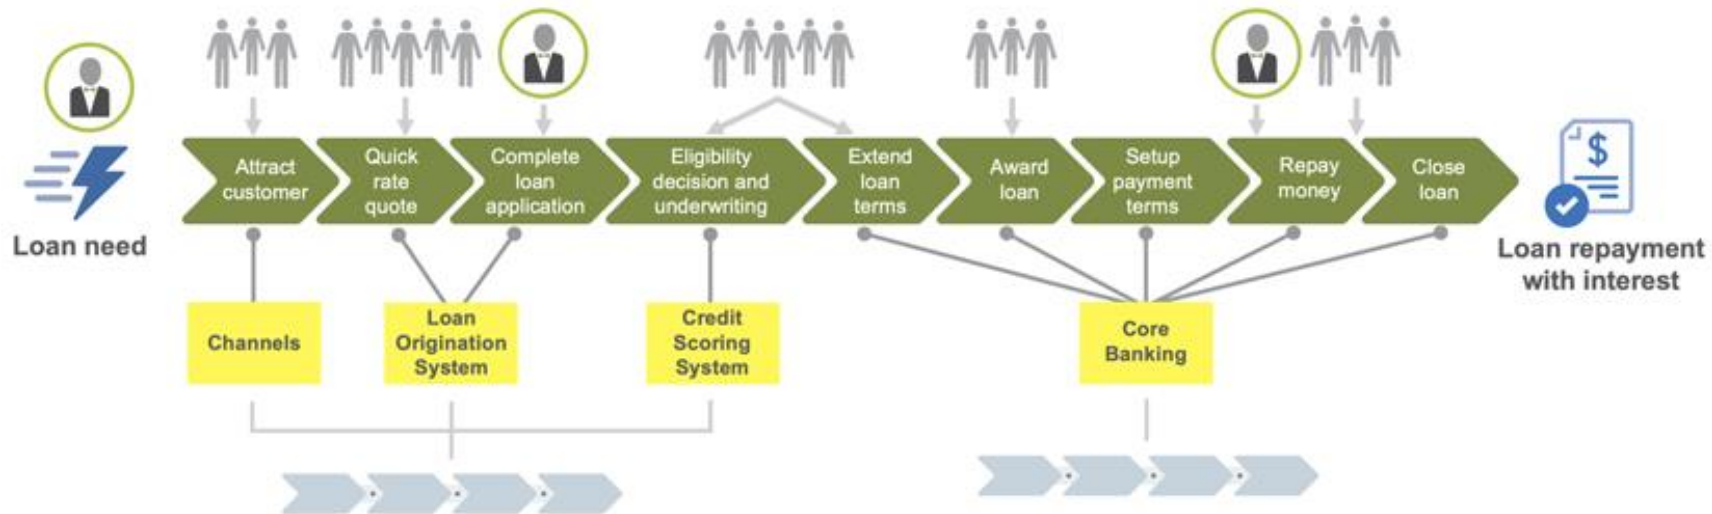 Loan need
Attract
customer
Quick
rate
quote
Complete
loan
application
Eligibility
decision and
underwriting
Extend
loan
terms
Award
loan
Setup
payment
terms
Repay
money
Close
loan
$
Loan repayment
with interest
Channels
Loan
Origination
System
Credit
Scoring
System
Core
Banking